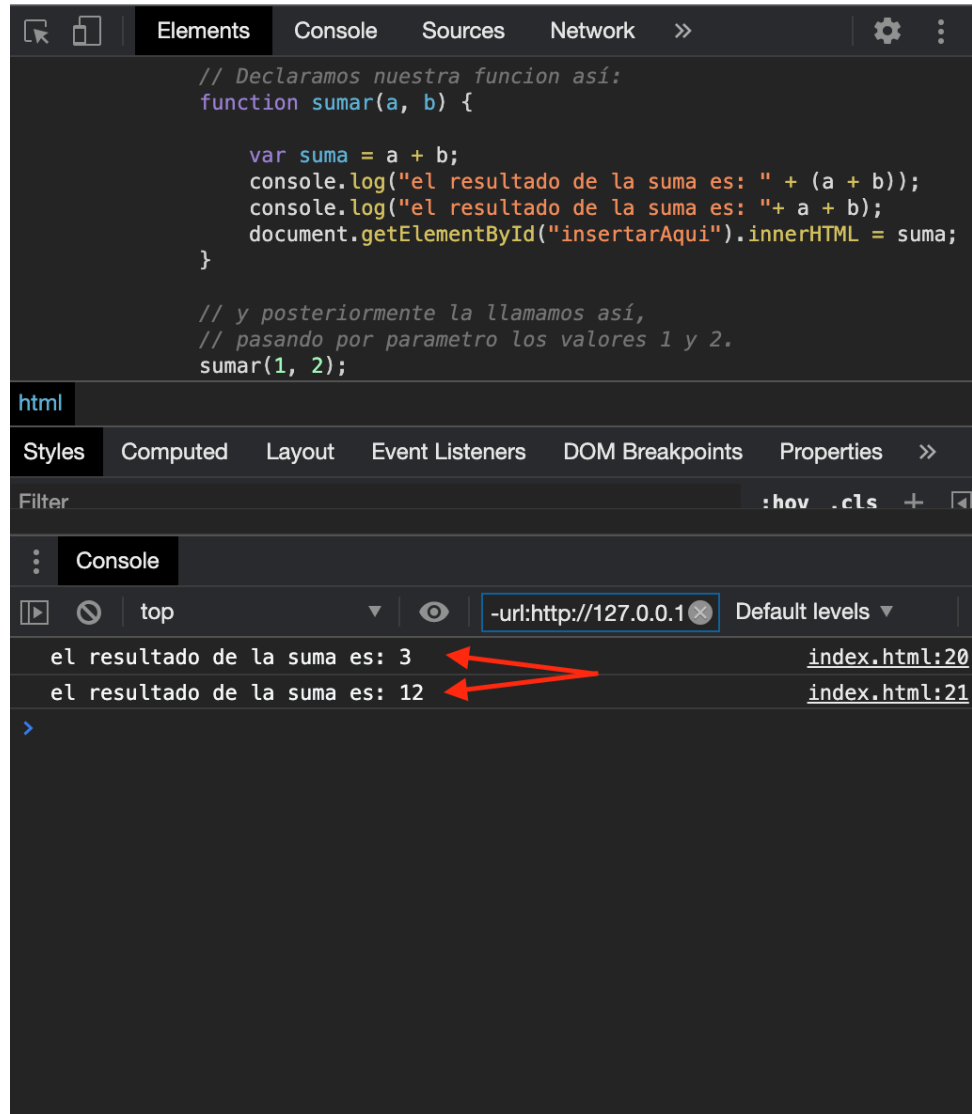 Elements Console Sources Network »
// Declaramos nuestra funcion así:
function sumar(a, b) {
var suma = a + b;
console.log("el resultado de la suma es: " + (a + b));
console.log("el resultado de la suma es: "+ a + b);
document.getElementById("insertarAqui").innerHTML = suma;
}
// y posteriormente la llamamos así,
// pasando por parametro los valores 1 y 2.
sumar(1, 2);
html
Styles Computed Layout Event Listeners DOM Breakpoints Properties »
Filter :hov .cls +
Console
top -url:http://127.0.0.1 Default levels
el resultado de la suma es: 3 index.html:20
el resultado de la suma es: 12 index.html:21
>